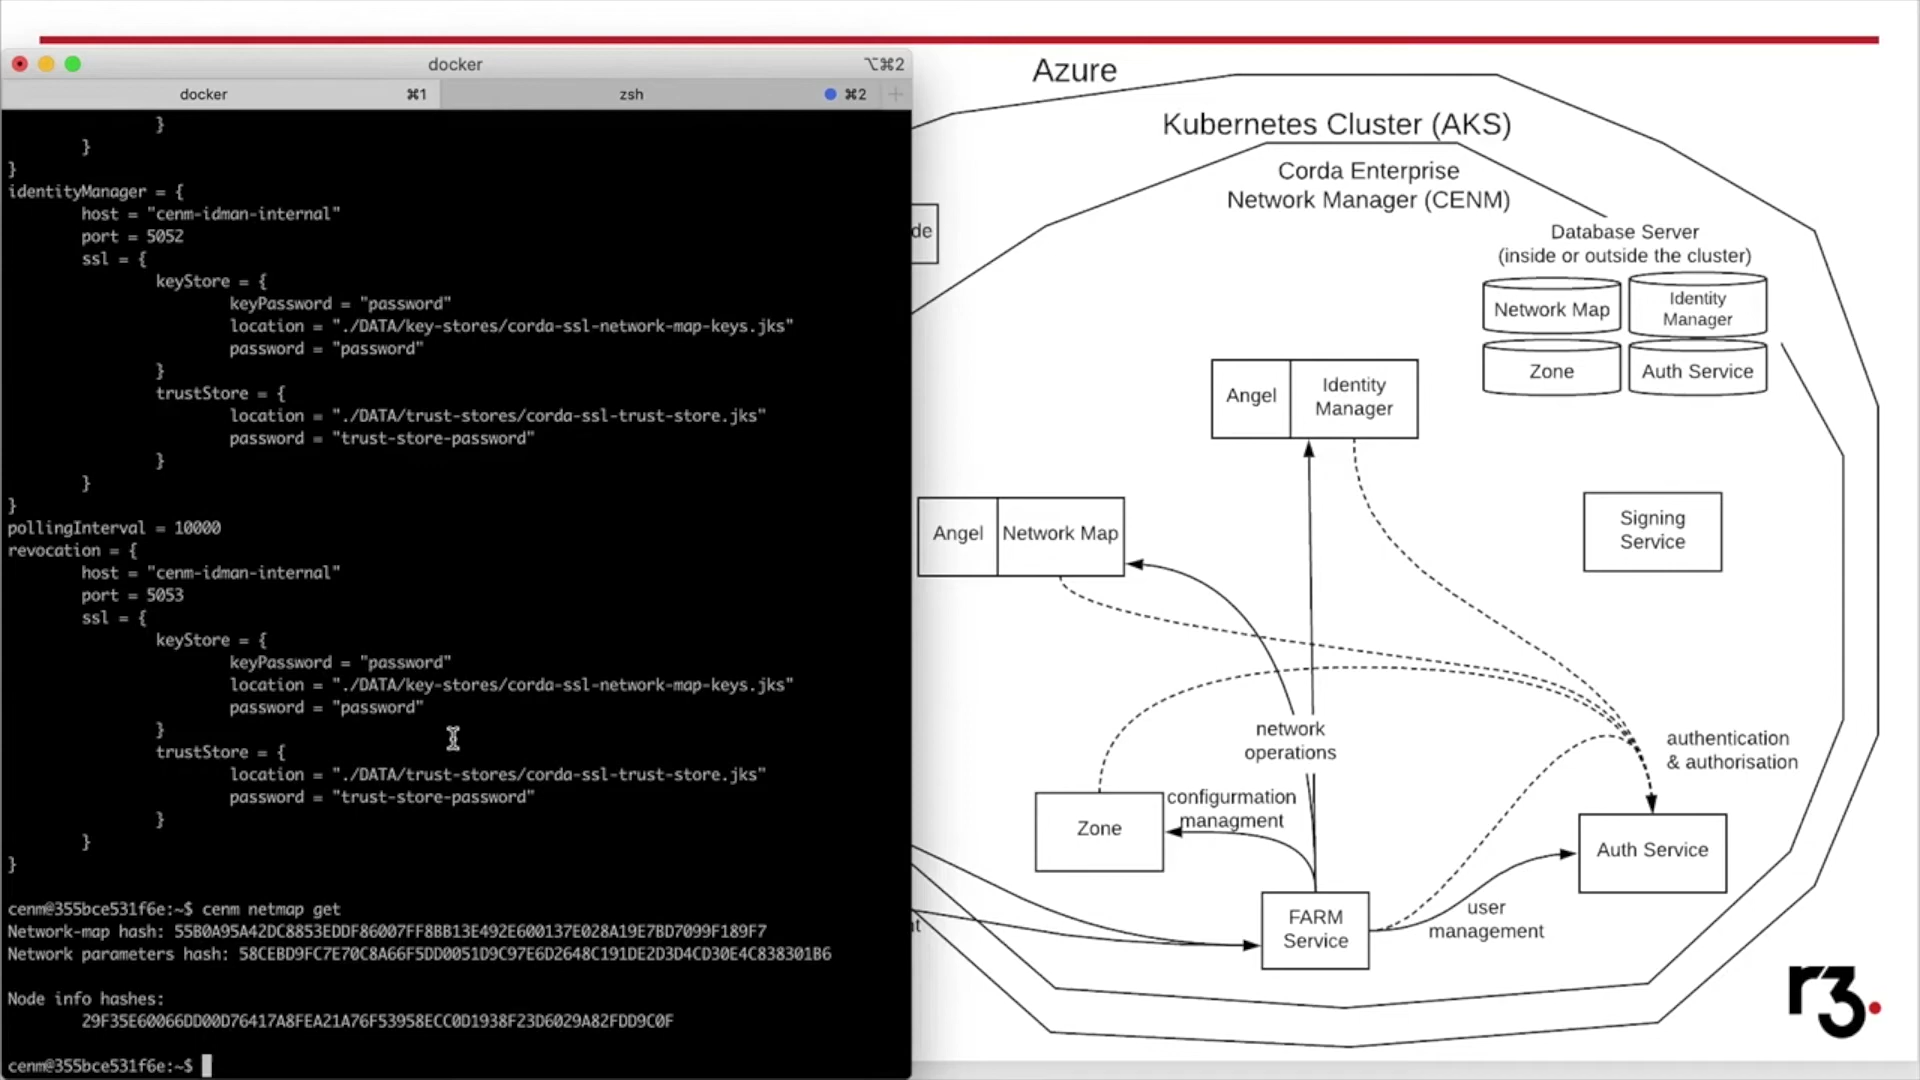 docker
⌥⌘2
docker ⌘1
zsh ⌘2 +
}
}
}
identityManager = {
host = "cenm-idman-internal"
port = 5052
ssl = {
keyStore = {
keyPassword = "password"
location = "./DATA/key-stores/corda-ssl-network-map-keys.jks"
password = "password"
}
trustStore = {
location = "./DATA/trust-stores/corda-ssl-trust-store.jks"
password = "trust-store-password"
}
}
}
pollingInterval = 10000
revocation = {
host = "cenm-idman-internal"
port = 5053
ssl = {
keyStore = {
keyPassword = "password"
location = "./DATA/key-stores/corda-ssl-network-map-keys.jks"
password = "password"
}
trustStore = {
location = "./DATA/trust-stores/corda-ssl-trust-store.jks"
password = "trust-store-password"
}
}
}
cenm@355bce531f6e:~$ cenm netmap get
Network-map hash: 55B0A95A42DC8853EDDF86007FF8BB13E492E600137E028A19E7BD7099F189F7
Network parameters hash: 58CEBD9FC7E70C8A66F5DD0051D9C97E6D2648C191DE2D3D4CD30E4C838301B6
Node info hashes:
29F35E60066DD00D76417A8FEA21A76F53958ECC0D1938F23D6029A82FDD9C0F
cenm@355bce531f6e:~$
Azure
Kubernetes Cluster (AKS)
Corda Enterprise
Network Manager (CENM)
Database Server
(inside or outside the cluster)
Network Map
Identity
Manager
Zone
Auth Service
de
Angel
Identity
Manager
Angel
Network Map
Signing
Service
network
operations
authentication
& authorisation
configurmation
managment
Zone
Auth Service
FARM
Service
user
management
nt
r3.